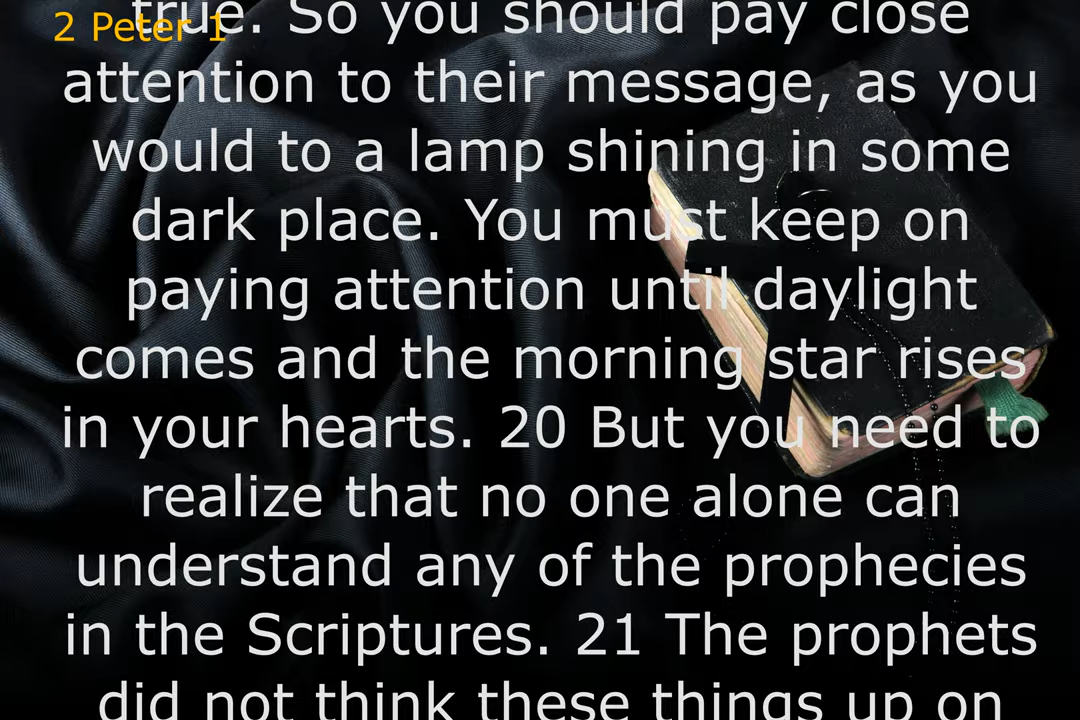 2 Peter 1
true. So you should pay close
attention to their message, as you
would to a lamp shining in some
dark place. You must keep on
paying attention until daylight
comes and the morning star rises
in your hearts. 20 But you need to
realize that no one alone can
understand any of the prophecies
in the Scriptures. 21 The prophets
did not think these things up on